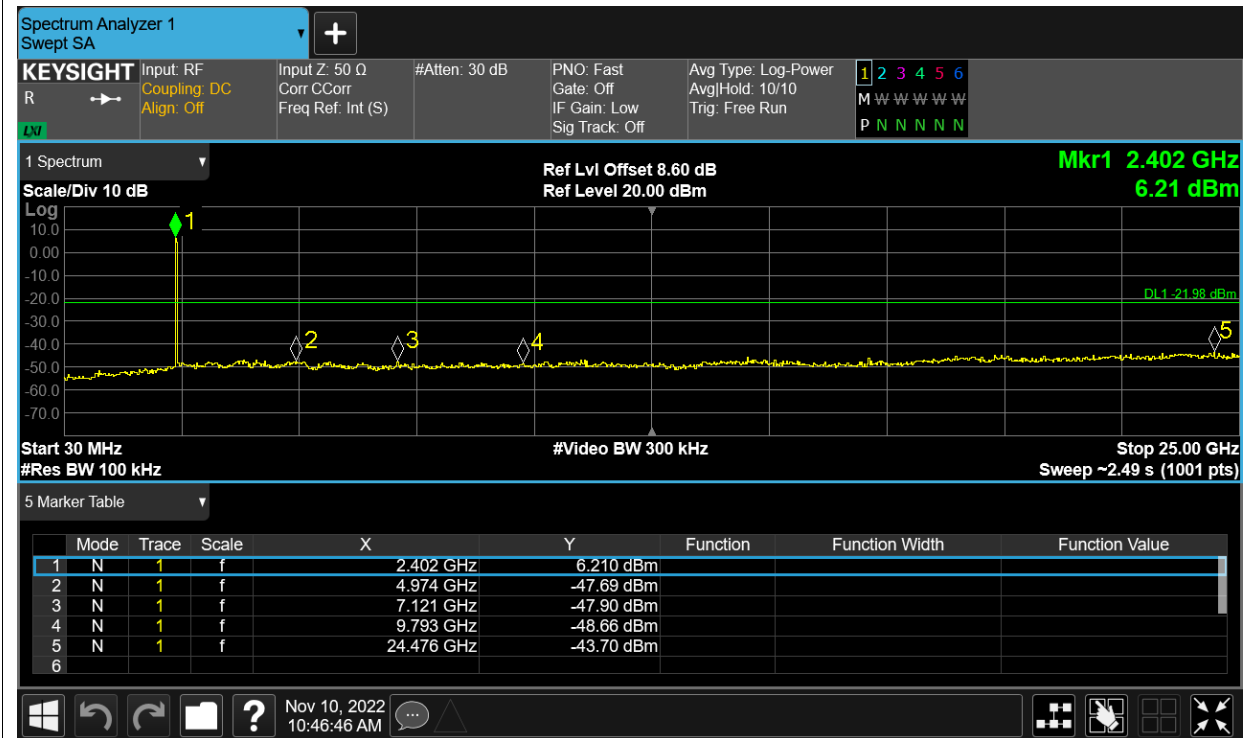 Spectrum Analyzer 1
Swept SA
+
KEYSIGHT Input: RF Input Z: 50 Ω #Atten: 30 dB PNO: Fast Avg Type: Log-Power 1 2 3 4 5 6
R Coupling: DC Corr CCorr Gate: Off Avg|Hold: 10/10 M W W W W W
Align: Off Freq Ref: Int (S) IF Gain: Low Trig: Free Run
LXI Sig Track: Off P N N N N N
1 Spectrum Ref Lvl Offset 8.60 dB Mkr1 2.402 GHz
Scale/Div 10 dB Ref Level 20.00 dBm 6.21 dBm
Log
1
10.0
0.00
-10.0
-20.0 DL1 -21.98 dBm
-30.0
2 3 4 5
-40.0
-50.0
-60.0
-70.0
Start 30 MHz #Video BW 300 kHz Stop 25.00 GHz
#Res BW 100 kHz Sweep ~2.49 s (1001 pts)
5 Marker Table
Mode Trace Scale X Y Function Function Width Function Value
1 N 1 f 2.402 GHz 6.210 dBm
2 N 1 f 4.974 GHz -47.69 dBm
3 N 1 f 7.121 GHz -47.90 dBm
4 N 1 f 9.793 GHz -48.66 dBm
5 N 1 f 24.476 GHz -43.70 dBm
6
? Nov 10, 2022
10:46:46 AM